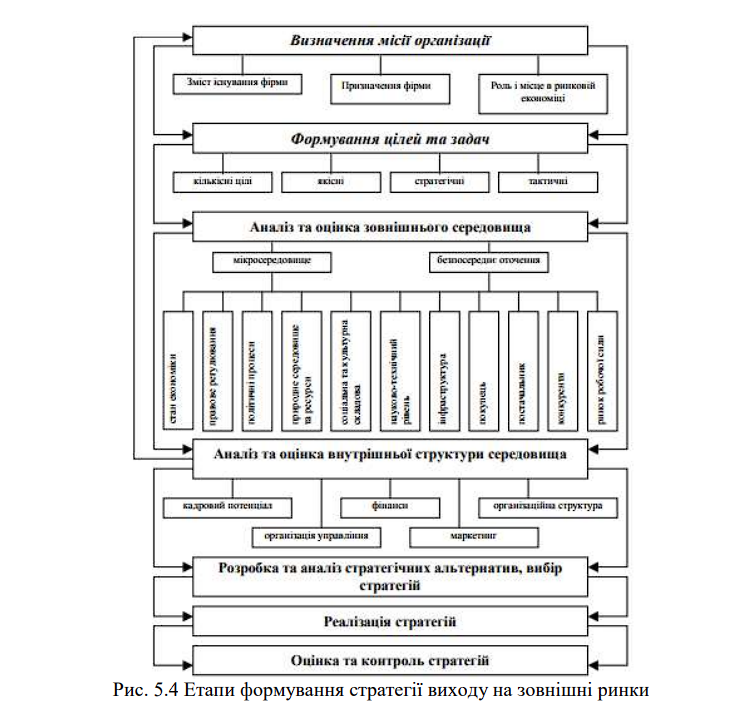 Визначення місії організації
Зміст існування фірми
Призначення фірми
Роль і місце в ринковій
економіці
Формування цілей та задач
кількісні цілі
якісні
стратегічні
тактичні
Аналіз та оцінка зовнішнього середовища
мікросередовище
безпосереднє оточення
стан економіки
правове регулювання
політичні процеси
природне середовище
та ресурси
соціальна та культурна
складова
науково-технічний
рівень
інфраструктура
покупець
постачальник
конкуренти
ринок робочої сили
Аналіз та оцінка внутрішньої структури середовища
кадровий потенціал
фінанси
організаційна структура
організація управління
маркетинг
Розробка та аналіз стратегічних альтернатив, вибір
стратегій
Реалізація стратегій
Оцінка та контроль стратегій
Рис. 5.4 Етапи формування стратегії виходу на зовнішні ринки